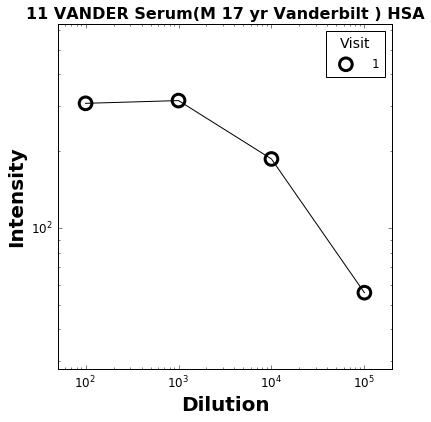 11 VANDER Serum(M 17 yr Vanderbilt ) HSA
Visit
1
Intensity
10²
10² 10³ 10⁴ 10⁵
Dilution